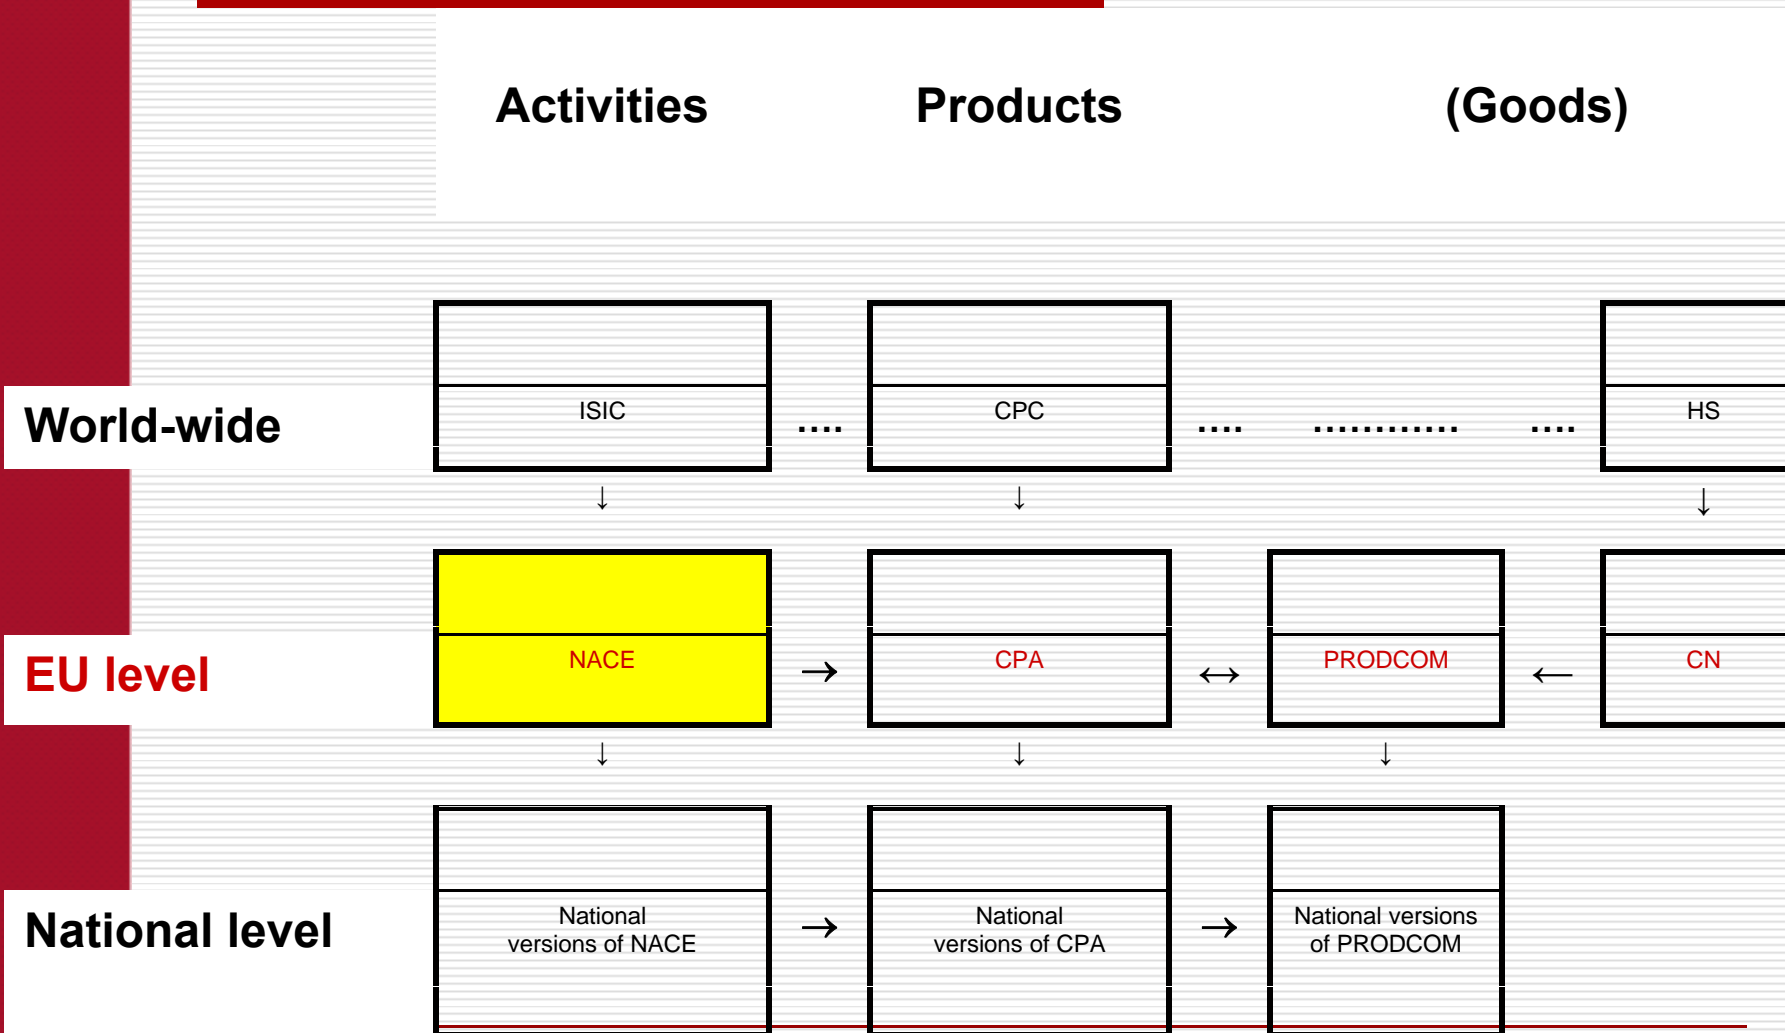 Activities Products (Goods)
World-wide ISIC .... CPC .... ............ .... HS
↓ ↓ ↓
EU level NACE → CPA ↔ PRODCOM ← CN
↓ ↓ ↓
National level
National
versions of NACE
→
National
versions of CPA
→
National versions
of PRODCOM